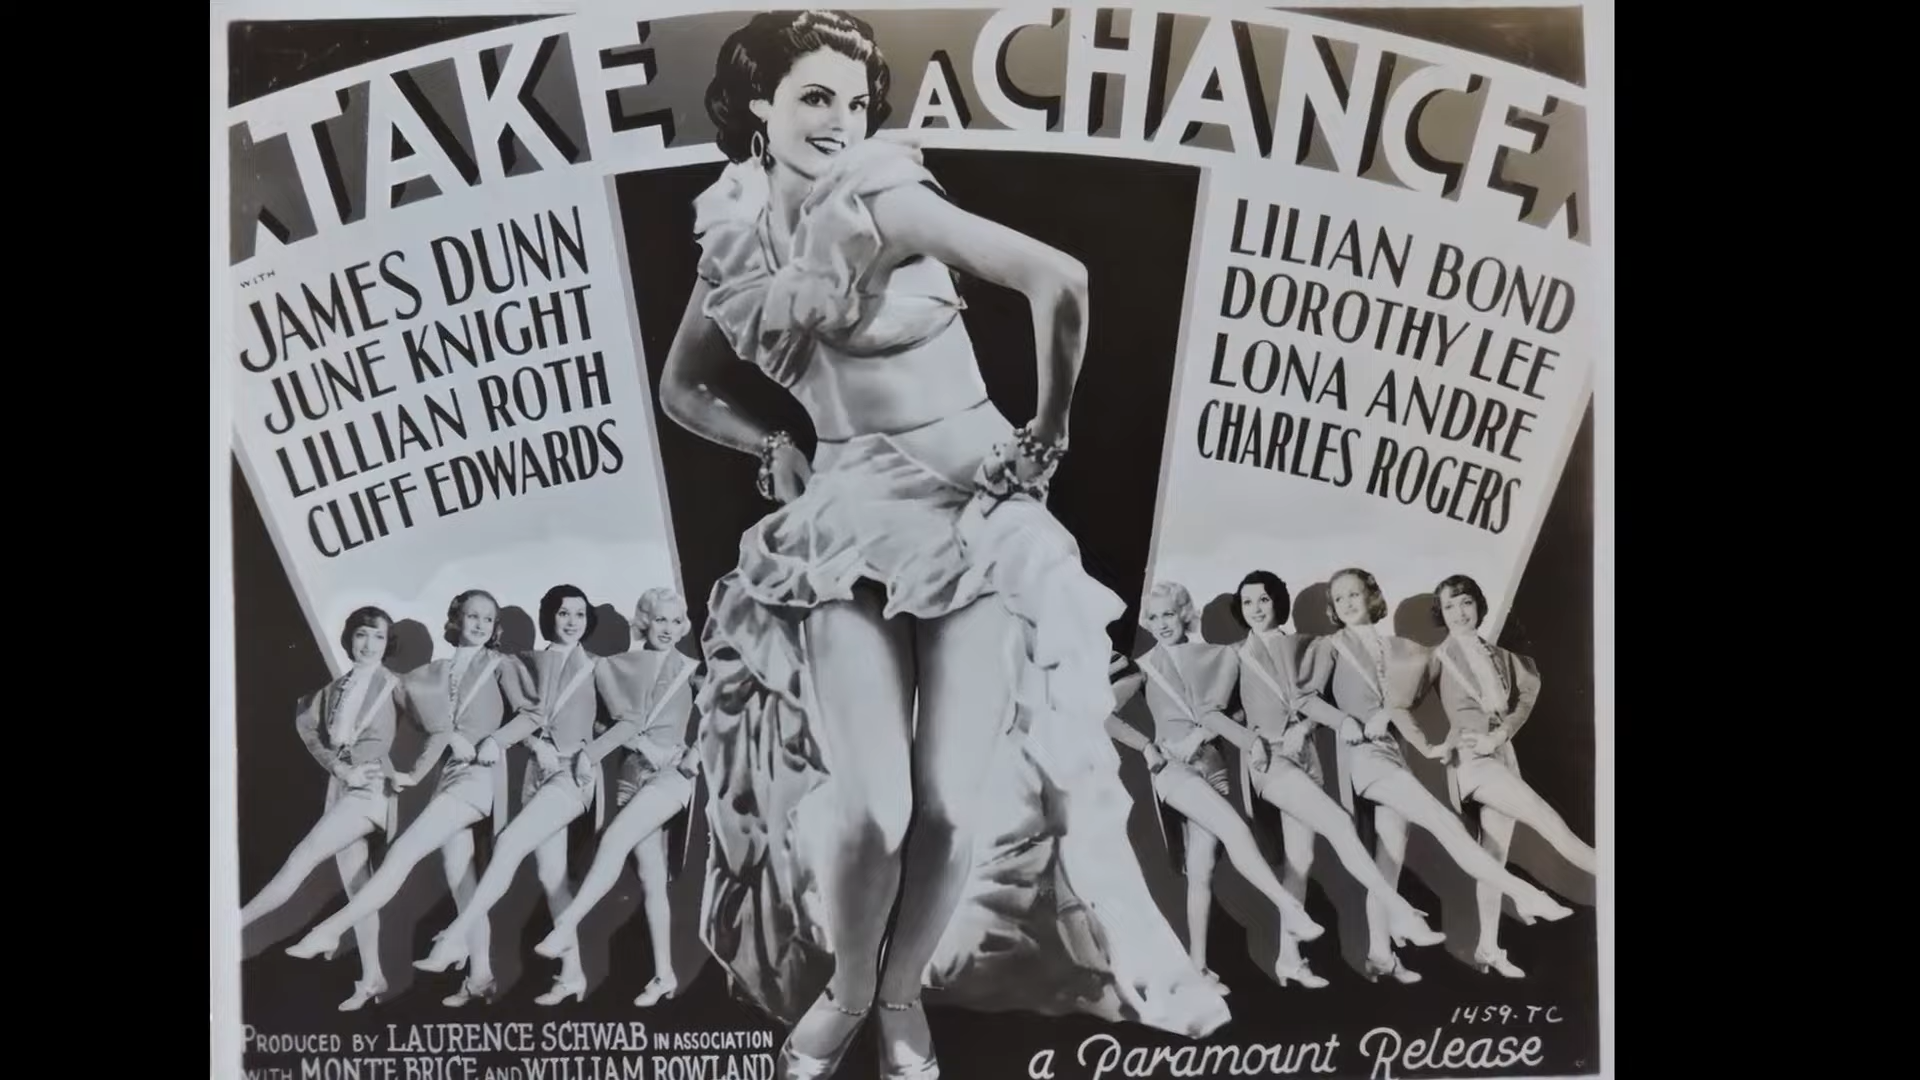 TAKE A CHANCE
WITH
JAMES DUNN
JUNE KNIGHT
LILLIAN ROTH
CLIFF EDWARDS
LILIAN BOND
DOROTHY LEE
LONA ANDRE
CHARLES ROGERS
PRODUCED BY LAURENCE SCHWAB IN ASSOCIATION
WITH MONTE BRICE AND WILLIAM ROWLAND
1459-TC
a Paramount Release